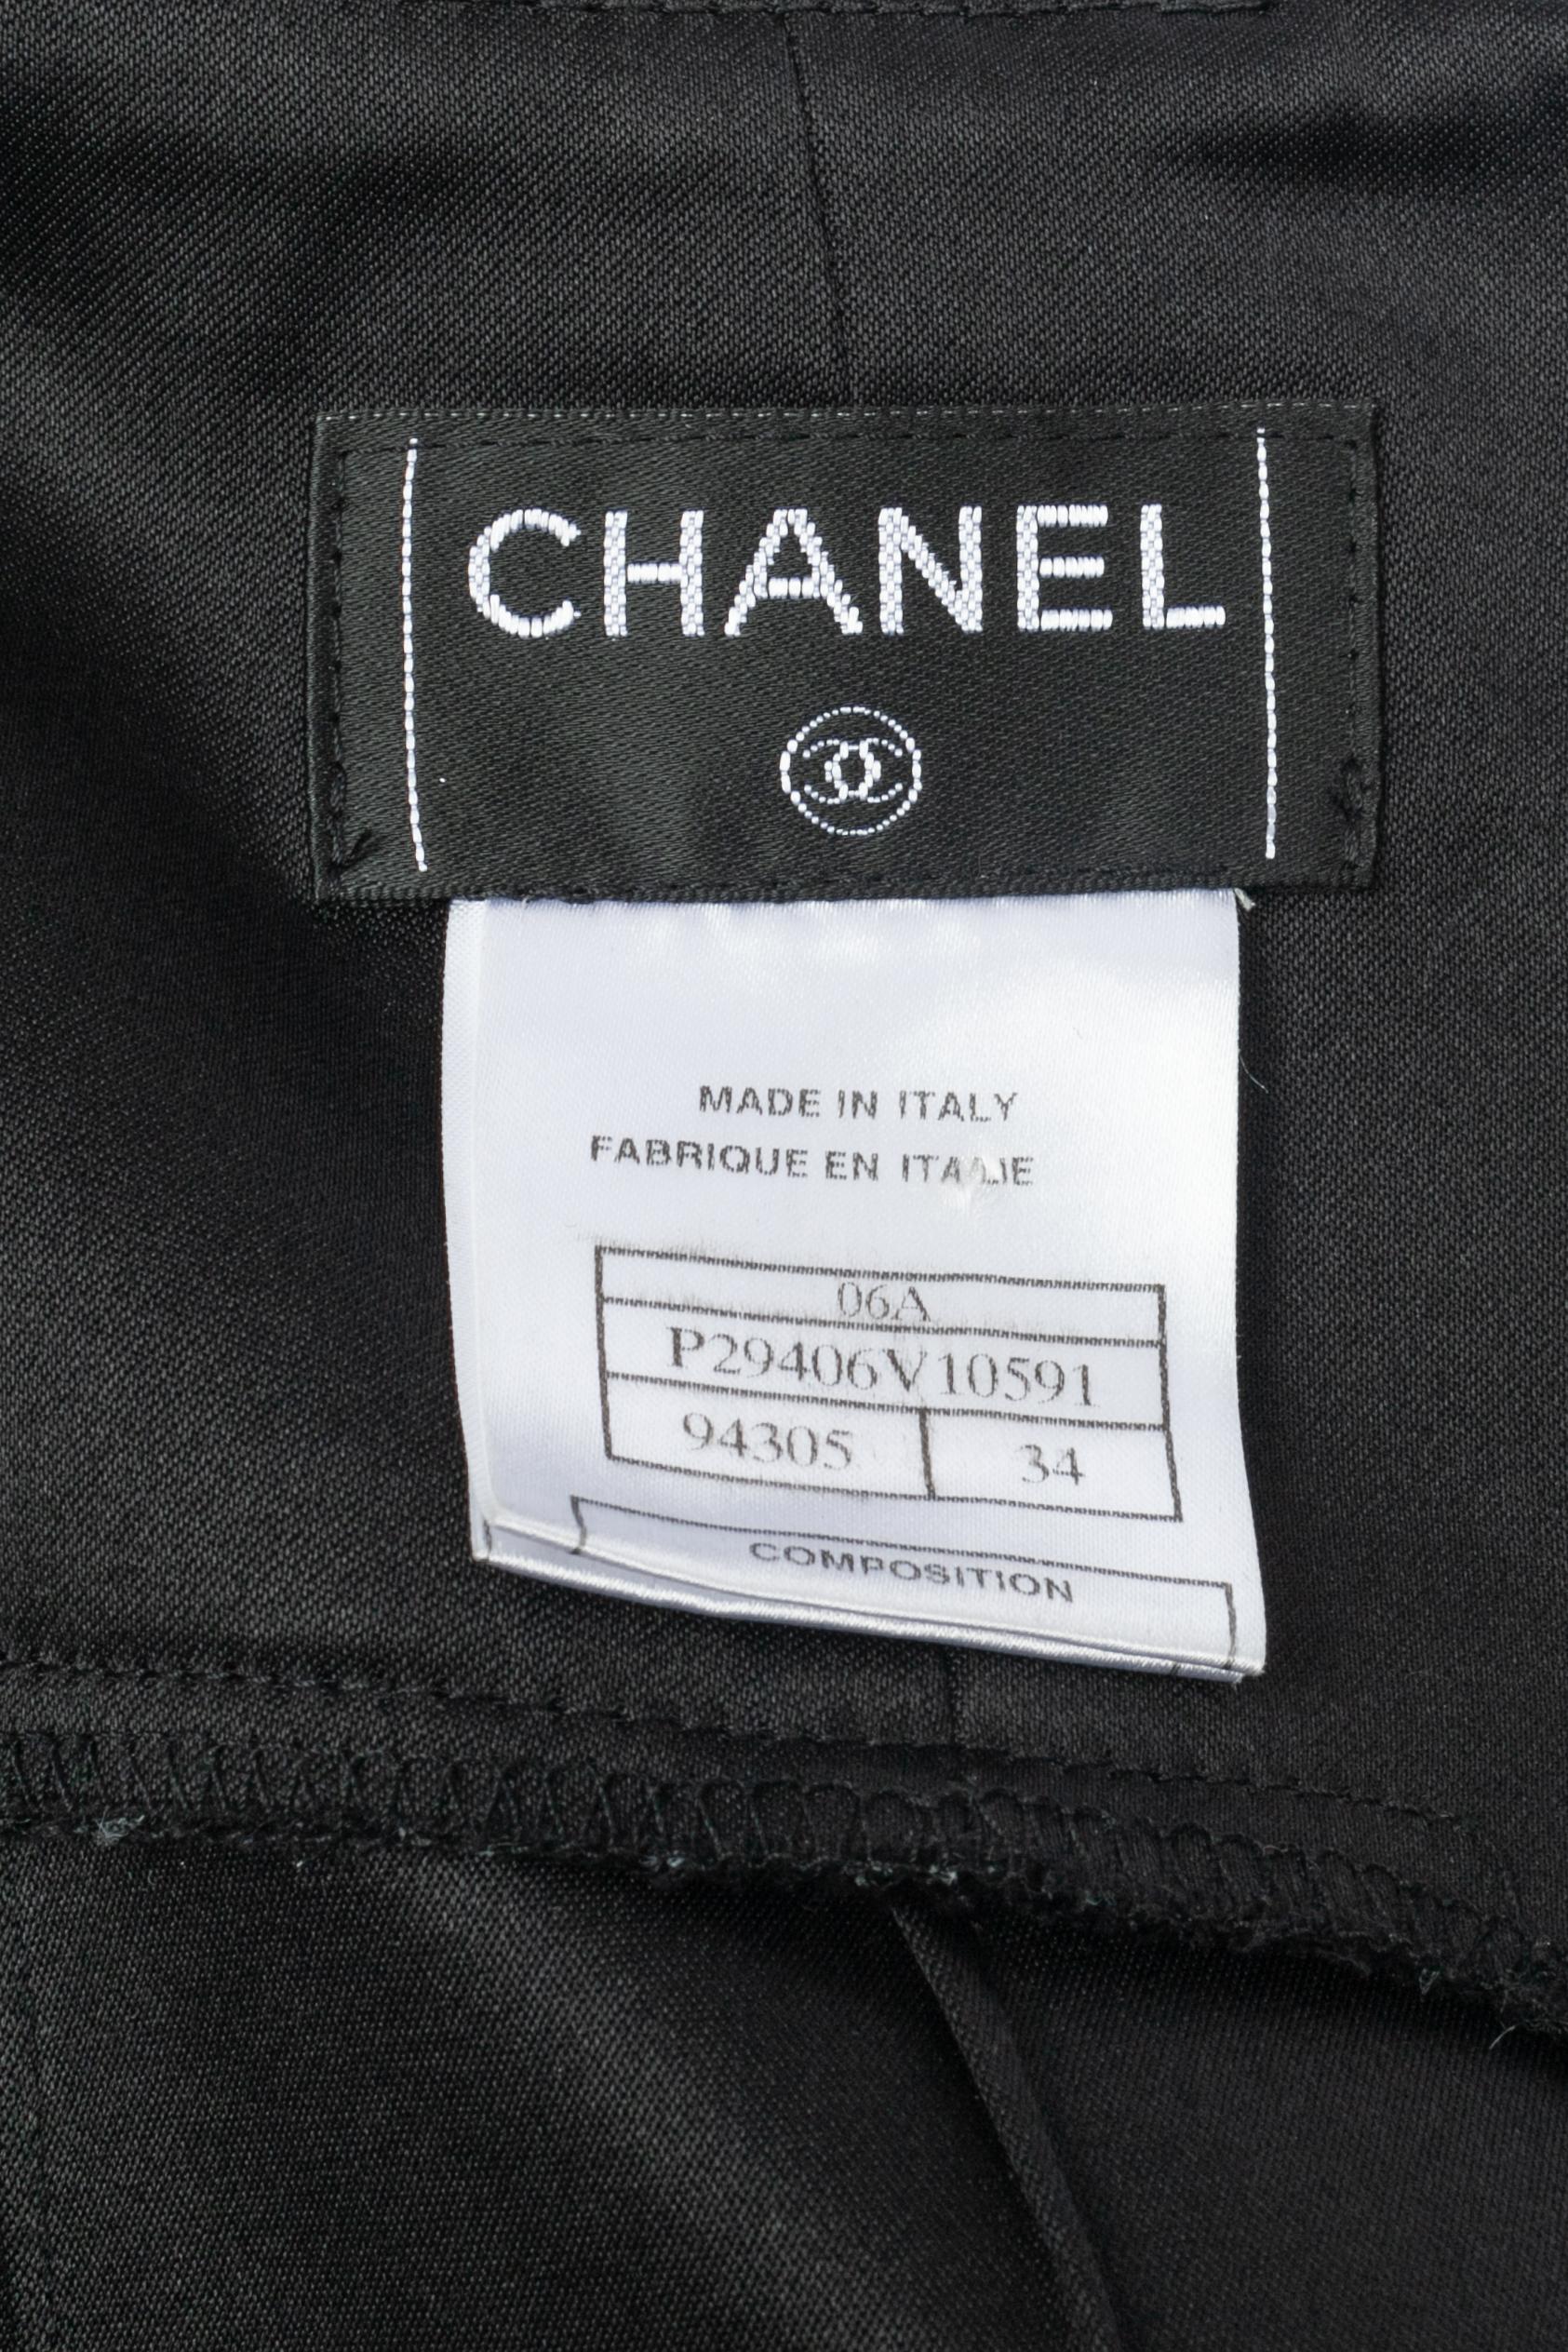 CHANEL
MADE IN ITALY
FABRIQUE EN ITALIE
06A
P29406V10591
94305 34
COMPOSITION